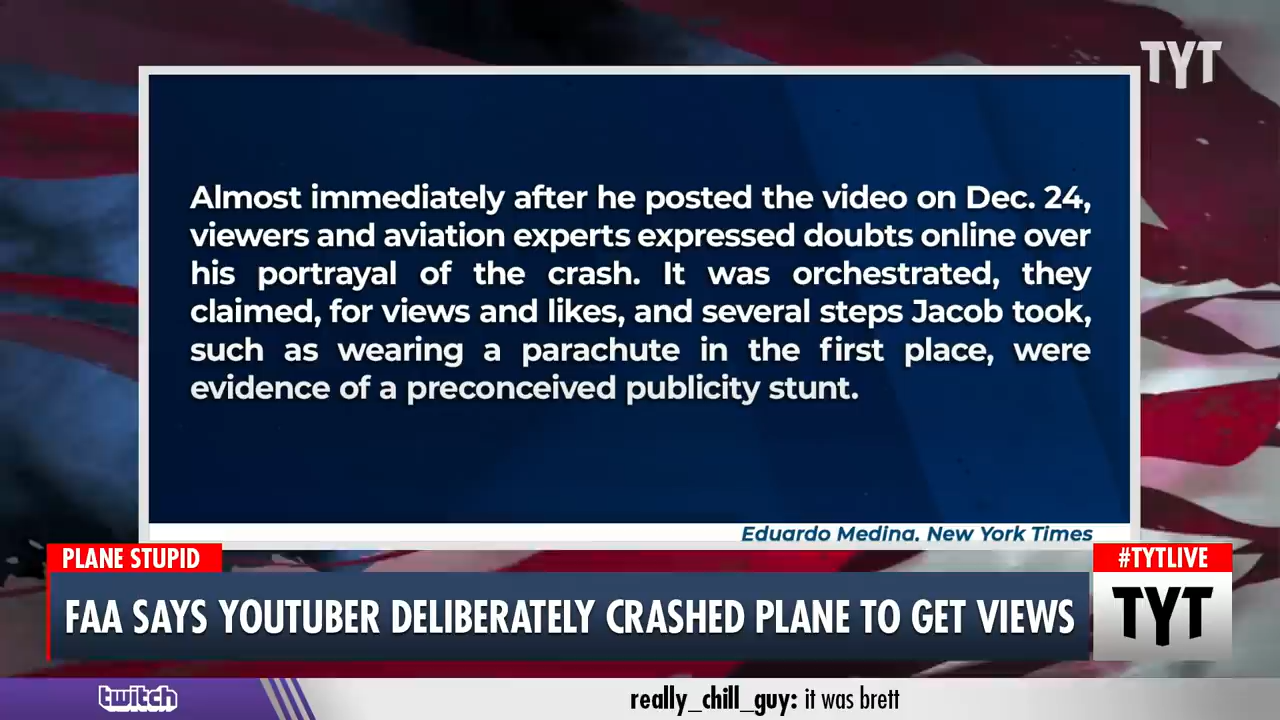 TYT
Almost immediately after he posted the video on Dec. 24,
viewers and aviation experts expressed doubts online over
his portrayal of the crash. It was orchestrated, they
claimed, for views and likes, and several steps Jacob took,
such as wearing a parachute in the first place, were
evidence of a preconceived publicity stunt.
Eduardo Medina, New York Times
PLANE STUPID
#TYTLIVE
FAA SAYS YOUTUBER DELIBERATELY CRASHED PLANE TO GET VIEWS
TYT
twitch
really_chill_guy: it was brett